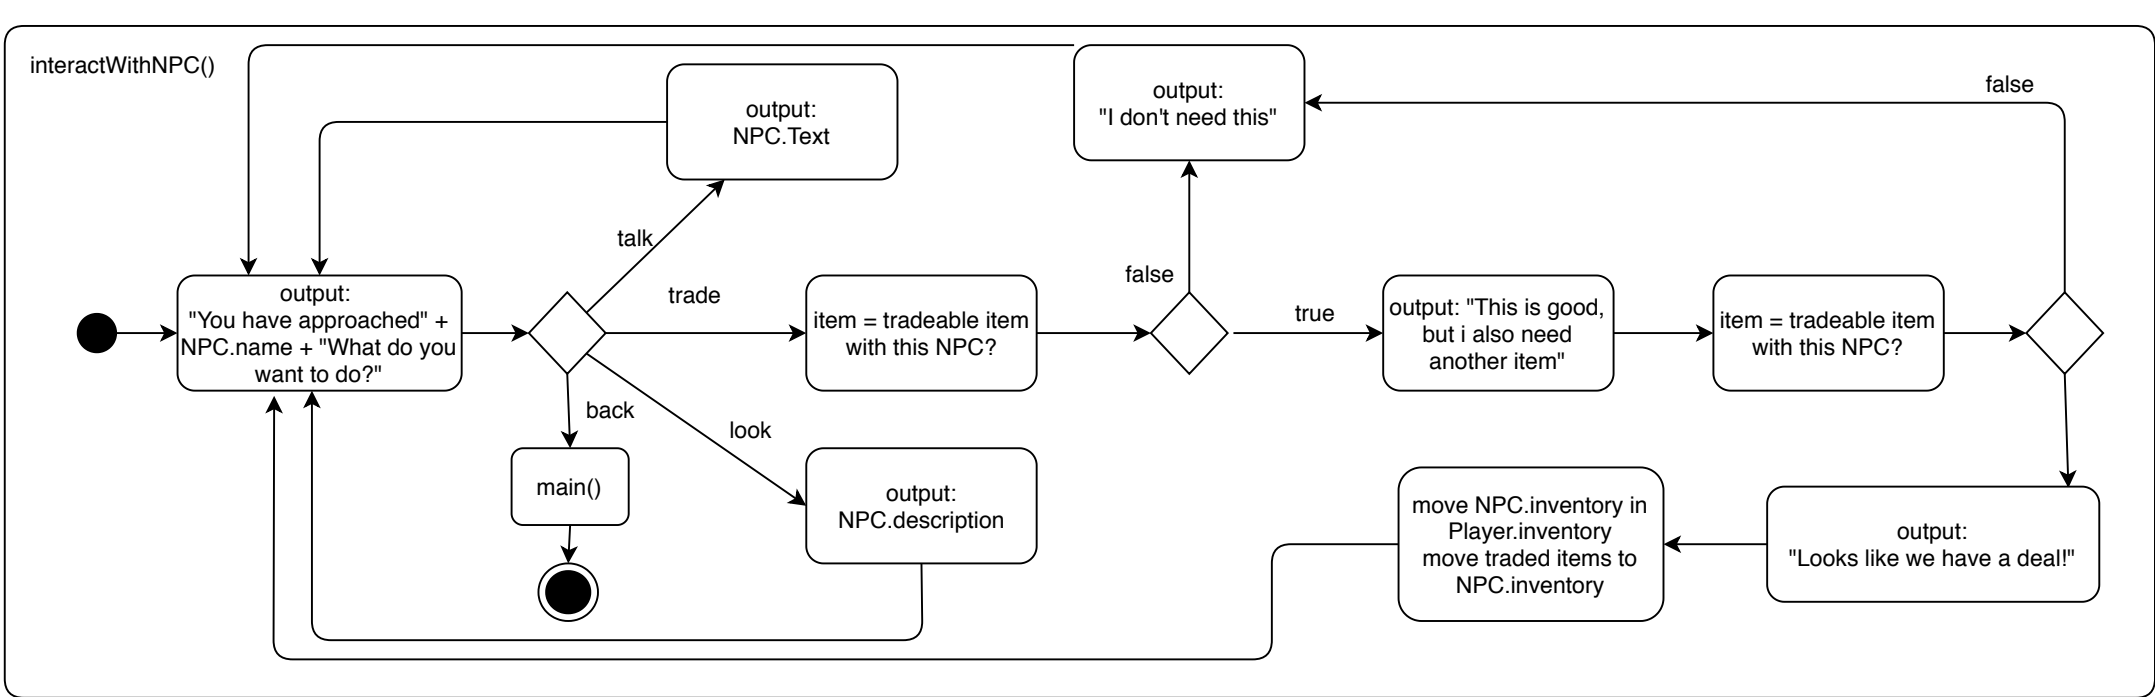 interactWithNPC()
output:
"I don't need this"
false
output:
NPC.Text
talk
trade
false
true
output:
"You have approached" +
NPC.name + "What do you
want to do?"
item = tradeable item
with this NPC?
output: "This is good,
but i also need
another item"
item = tradeable item
with this NPC?
back
look
main()
output:
NPC.description
move NPC.inventory in
Player.inventory
move traded items to
NPC.inventory
output:
"Looks like we have a deal!"